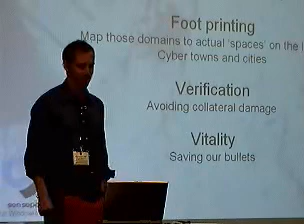 Foot printing
Map those domains to actual 'spaces' on the
Cyber towns and cities
Verification
Avoiding collateral damage
Vitality
Saving our bullets